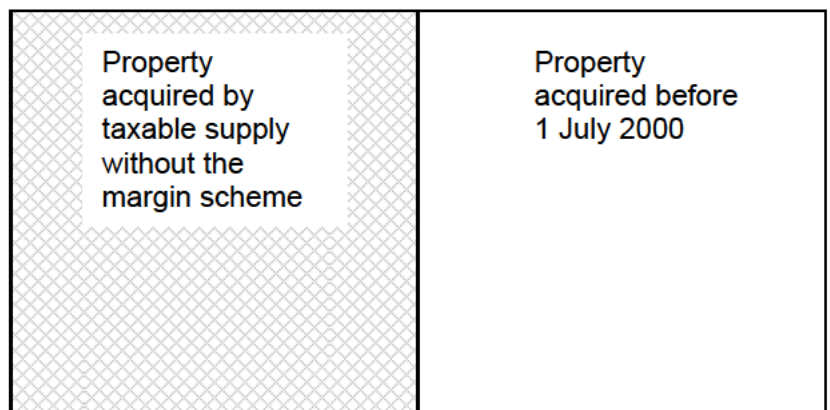 Property
acquired by
taxable supply
without the
margin scheme
Property
acquired before
1 July 2000